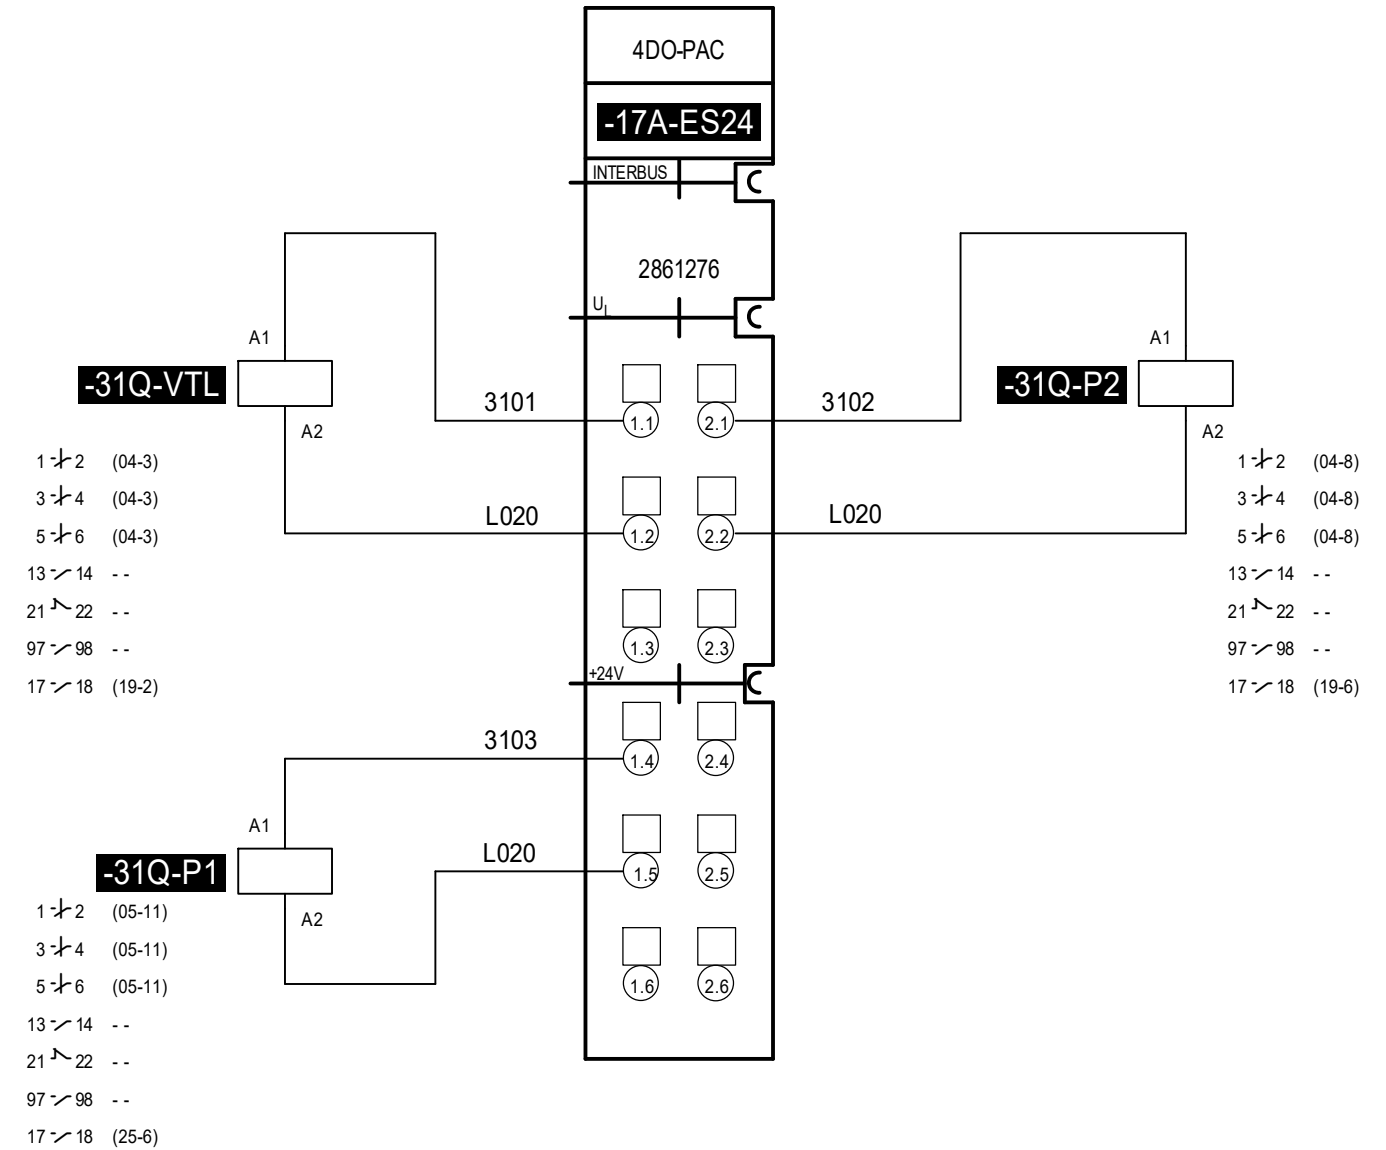 4DO-PAC
-17A-ES24
INTERBUS
2861276
UL
A1
-31Q-VTL
A2
3101
L020
1 2 (04-3)
3 4 (04-3)
5 6 (04-3)
13 14 - -
21 22 - -
97 98 - -
17 18 (19-2)
1.1 2.1
1.2 2.2
1.3 2.3
+24V
1.4 2.4
1.5 2.5
1.6 2.6
3102
L020
A1
-31Q-P2
A2
1 2 (04-8)
3 4 (04-8)
5 6 (04-8)
13 14 - -
21 22 - -
97 98 - -
17 18 (19-6)
3103
L020
A1
-31Q-P1
A2
1 2 (05-11)
3 4 (05-11)
5 6 (05-11)
13 14 - -
21 22 - -
97 98 - -
17 18 (25-6)